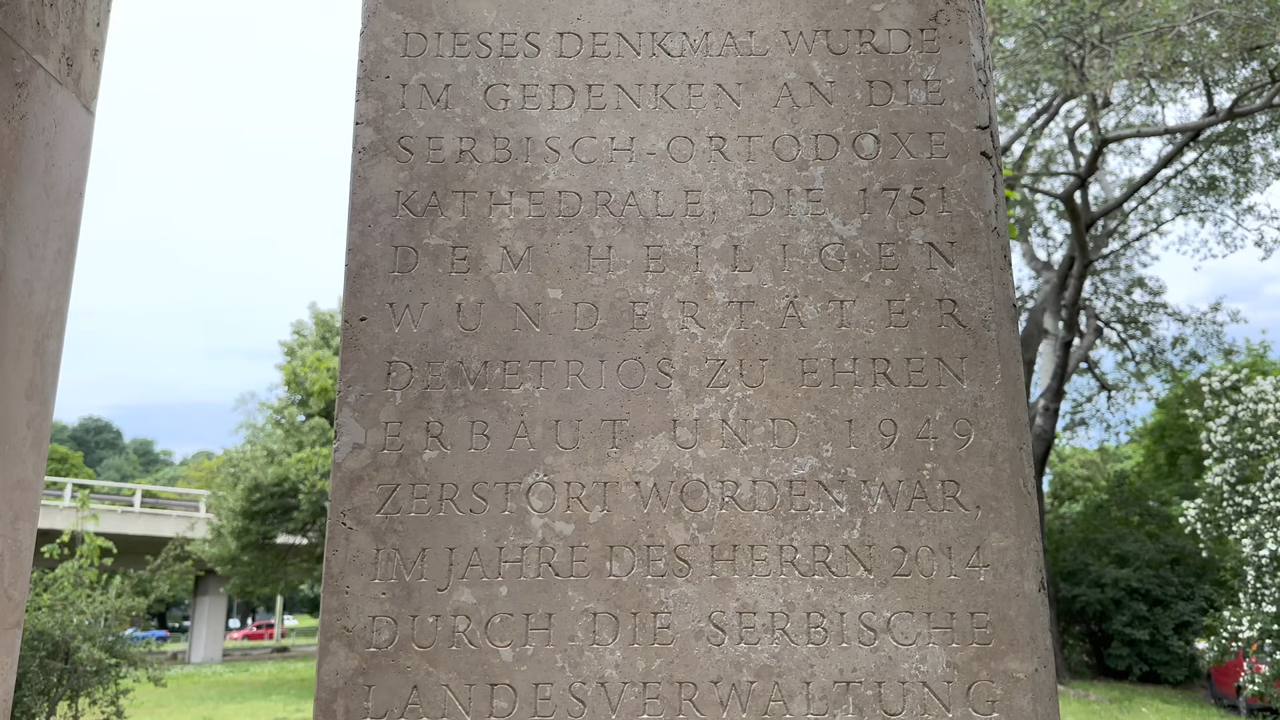 DIESES DENKMAL WURDE
IM GEDENKEN AN DIE
SERBISCH-ORTODOXE
KATHEDRALE, DIE 1751
DEM HEILIGEN
WUNDERTÄTER
DEMETRIOS ZU EHREN
ERBAUT UND 1949
ZERSTÖRT WORDEN WAR,
IM JAHRE DES HERRN 2014
DURCH DIE SERBISCHE
LANDESVERWALTUNG